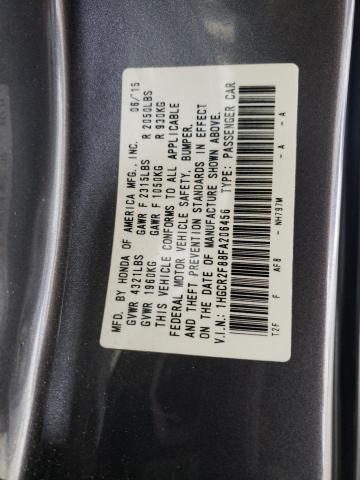 MFD. BY HONDA OF AMERICA MFG., INC. 06/15
GVWR 4321LBS GAWR F 2315LBS R 2050LBS
GVWR 1960KG GAWR F 1050KG R 930KG
THIS VEHICLE CONFORMS TO ALL APPLICABLE
FEDERAL MOTOR VEHICLE SAFETY, BUMPER,
AND THEFT PREVENTION STANDARDS IN EFFECT
ON THE DATE OF MANUFACTURE SHOWN ABOVE.
V.I.N.: 1HGCR2F88FA206456 TYPE: PASSENGER CAR
T2F F AF8 - NH797M - A - A